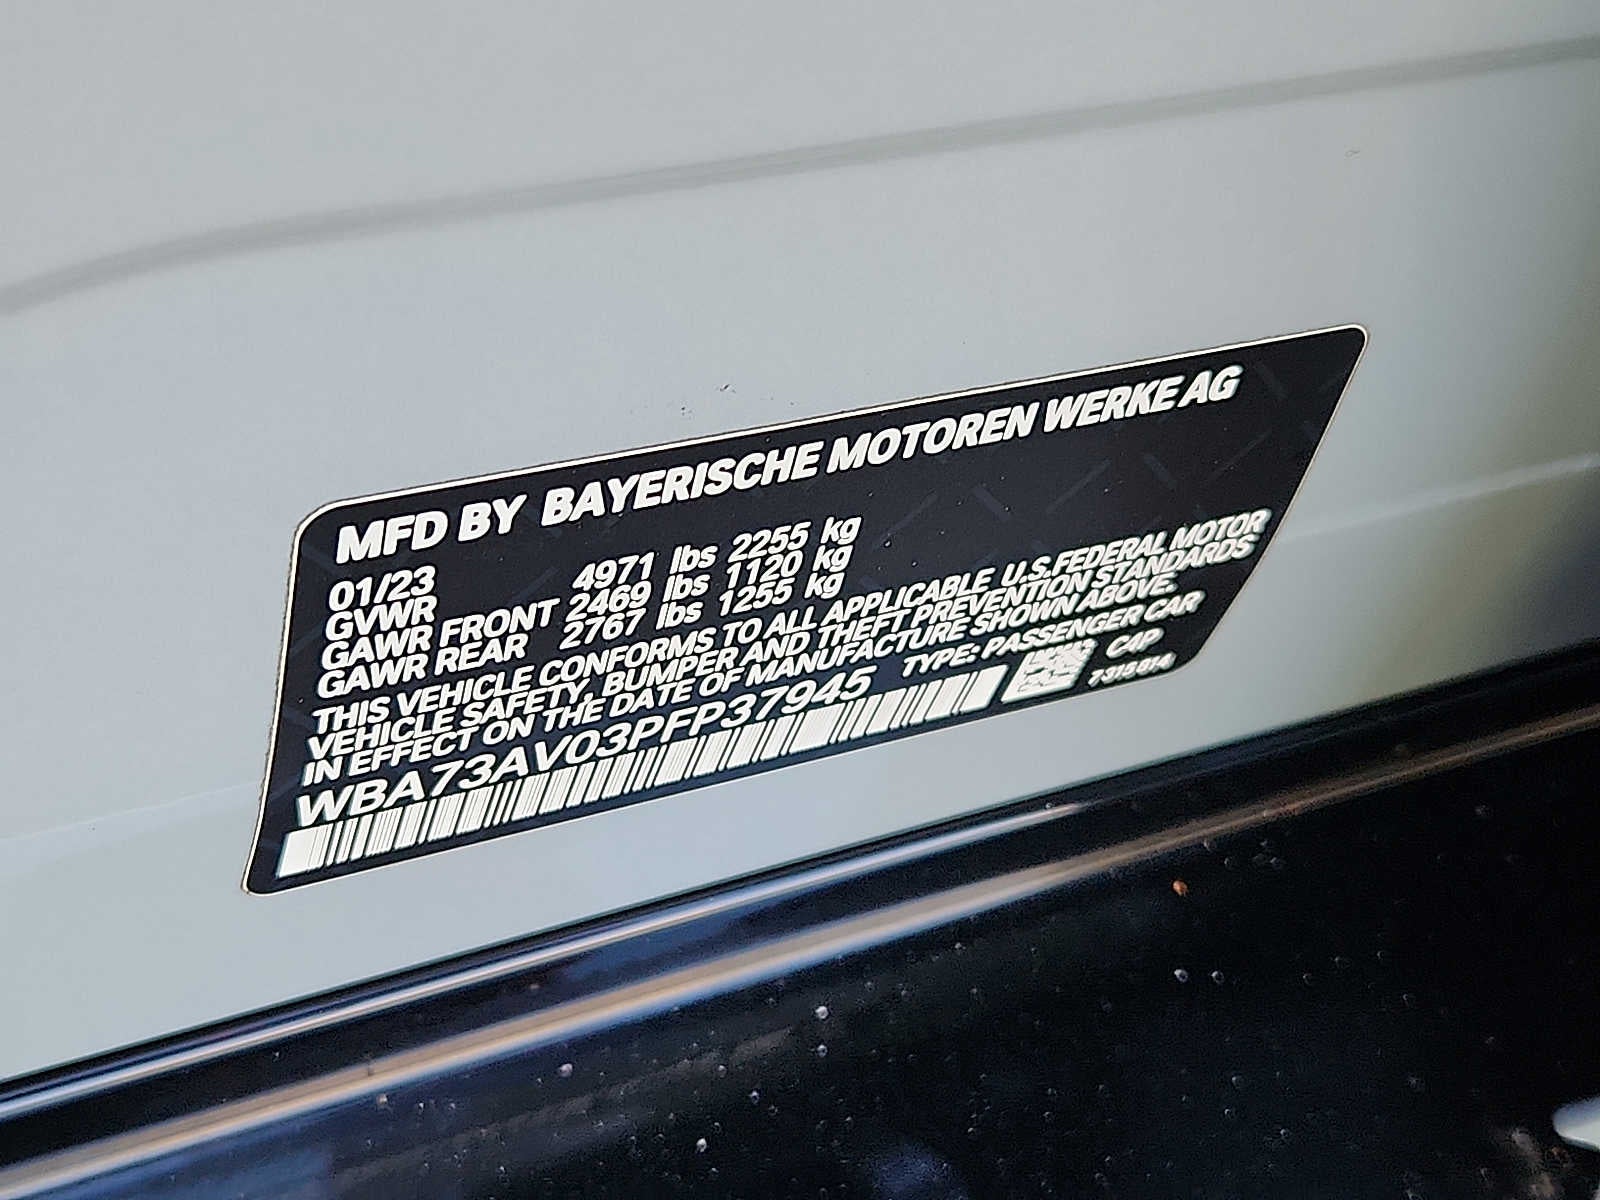 MFD BY BAYERISCHE MOTOREN WERKE AG
01/23
GVWR 4971 lbs 2255 kg
GAWR FRONT 2469 lbs 1120 kg
GAWR REAR 2767 lbs 1255 kg
THIS VEHICLE CONFORMS TO ALL APPLICABLE U.S.FEDERAL MOTOR
VEHICLE SAFETY, BUMPER AND THEFT PREVENTION STANDARDS
IN EFFECT ON THE DATE OF MANUFACTURE SHOWN ABOVE.
WBA73AV03PFP37945 TYPE: PASSENGER CAR
C4P
7315814